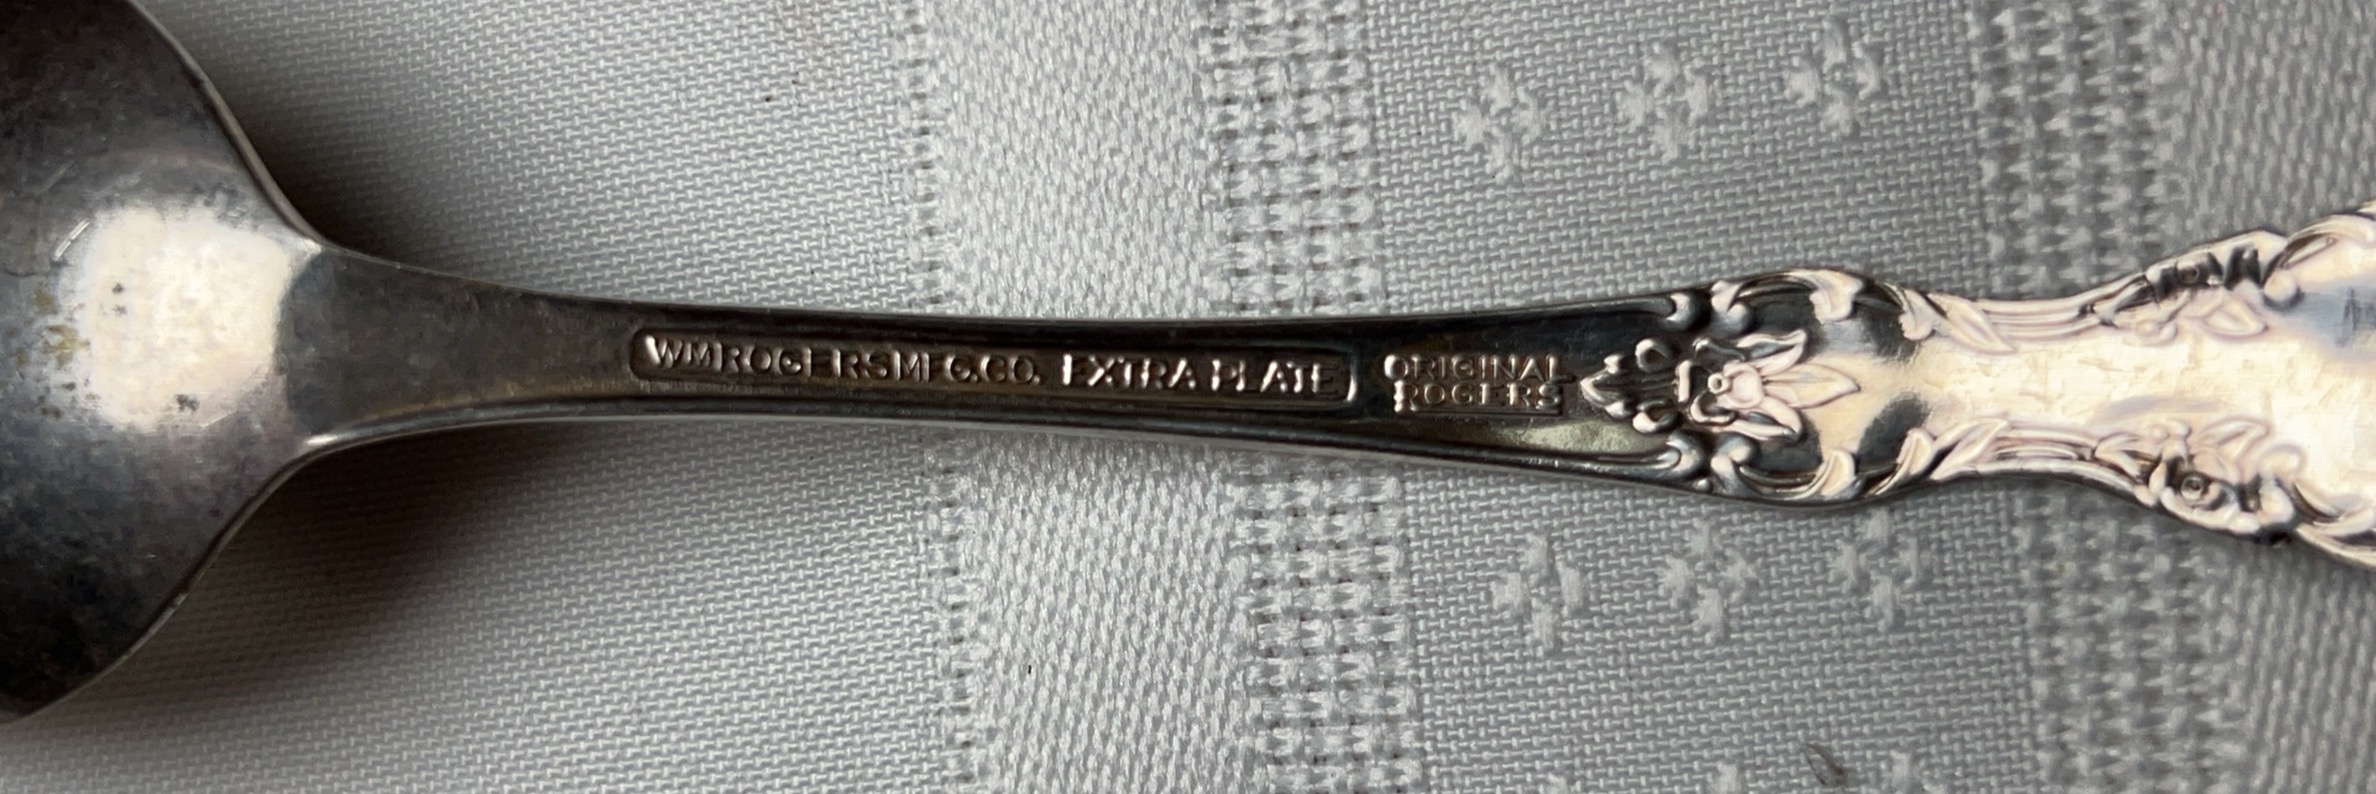 WM ROGERS MFG. CO. EXTRA PLATE
ORIGINAL
ROGERS